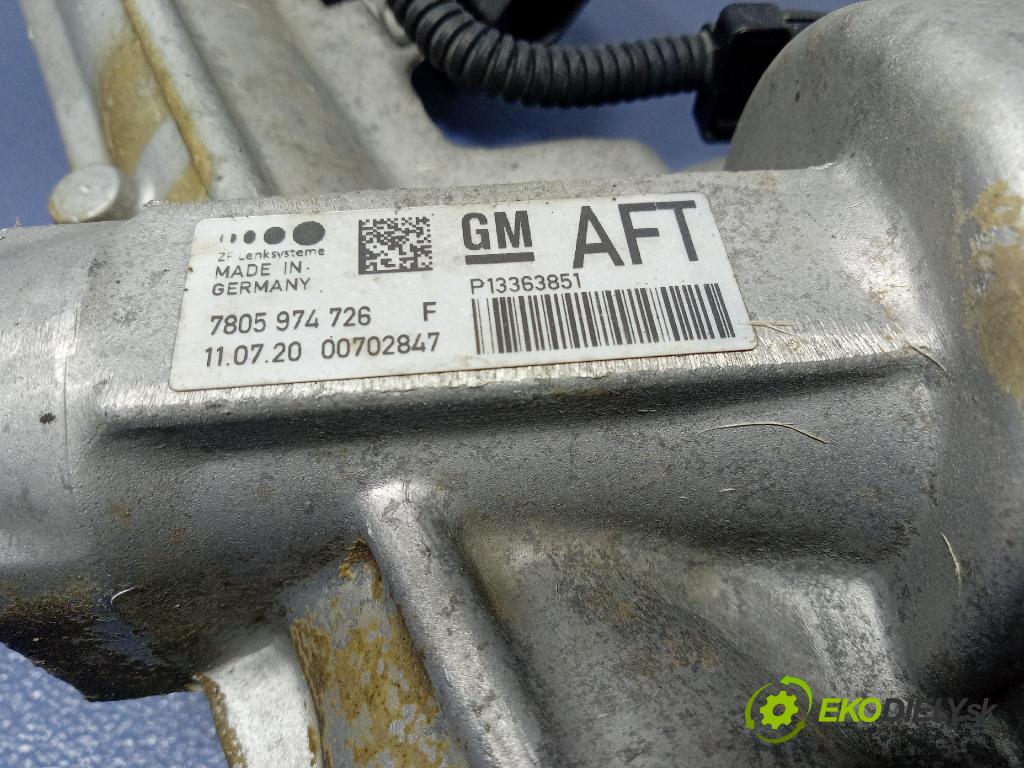 ZF Lenksysteme
MADE IN
GERMANY
7805 974 726 F
11.07.20 00702847
GM AFT
P13363851
EKODIELY.sk